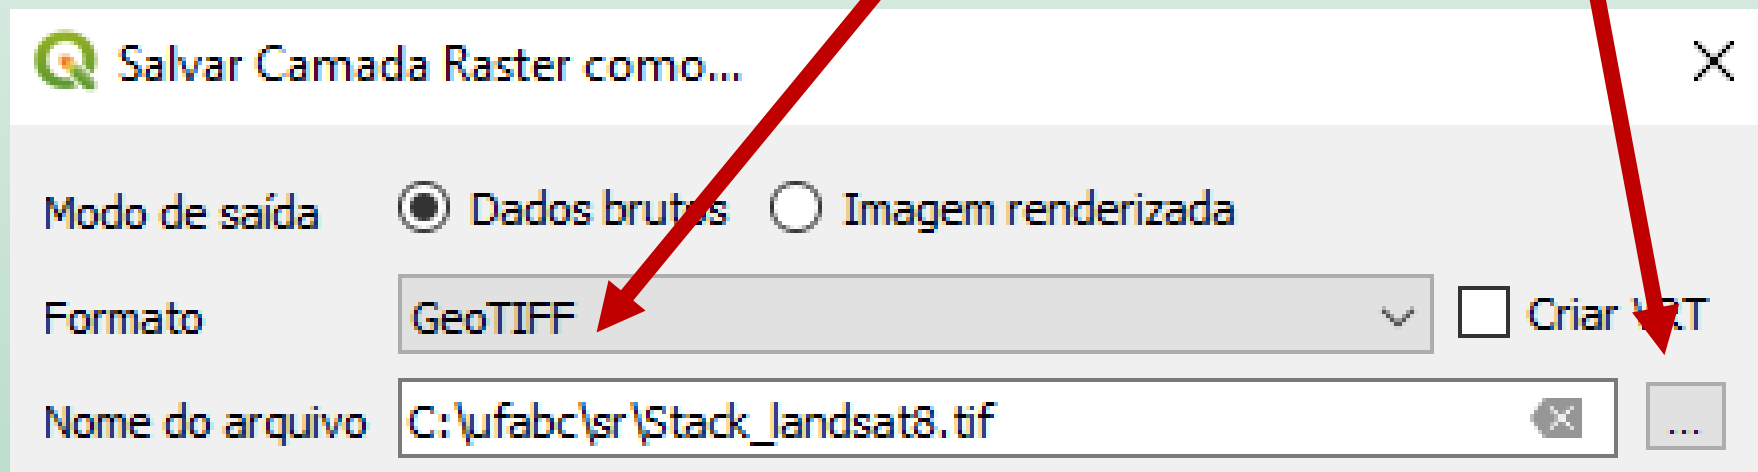 Salvar Camada Raster como...
Modo de saída Dados brutos Imagem renderizada
Formato GeoTIFF Criar VRT
Nome do arquivo C:\ufabc\sr\Stack_landsat8.tif ...